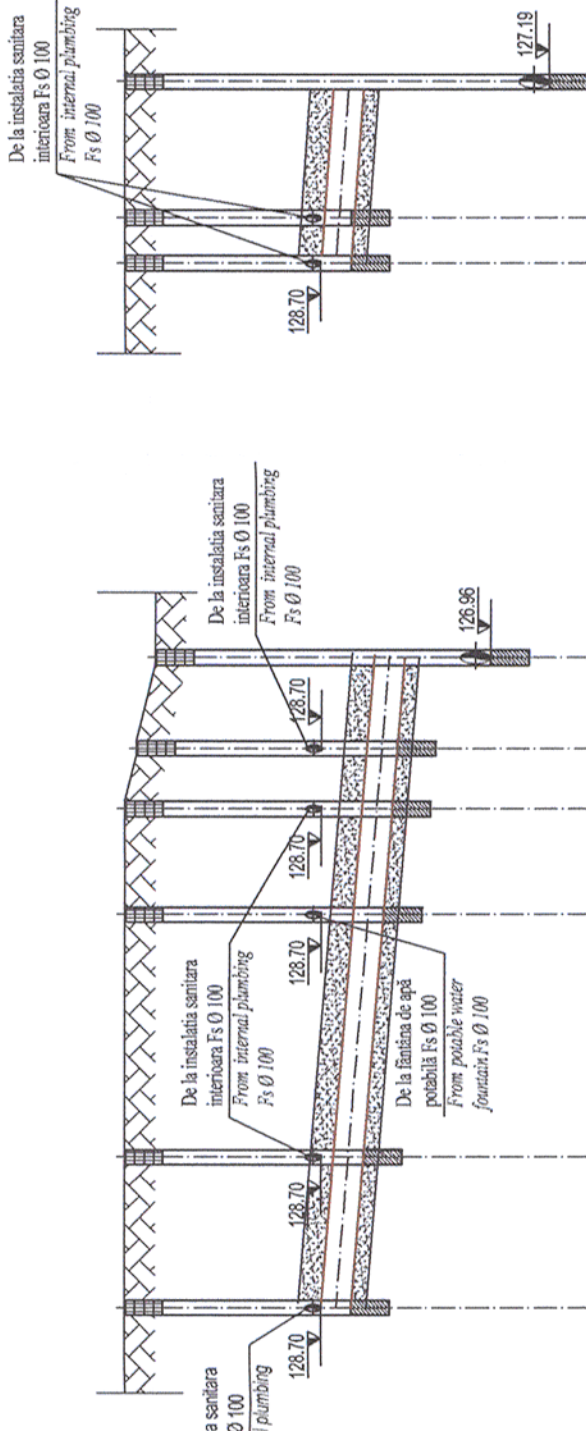 a sanitara
Ø 100
l plumbing
128.70
128.70
De la instalatia sanitara
interioara Fs Ø 100
From internal plumbing
Fs Ø 100
128.70
De la fântâna de apă
potabilă Fs Ø 100
From potable water
fountain Fs Ø 100
128.70
128.70
De la instalatia sanitara
interioara Fs Ø 100
From internal plumbing
Fs Ø 100
126.96
128.70
De la instalatia sanitara
interioara Fs Ø 100
From internal plumbing
Fs Ø 100
127.19